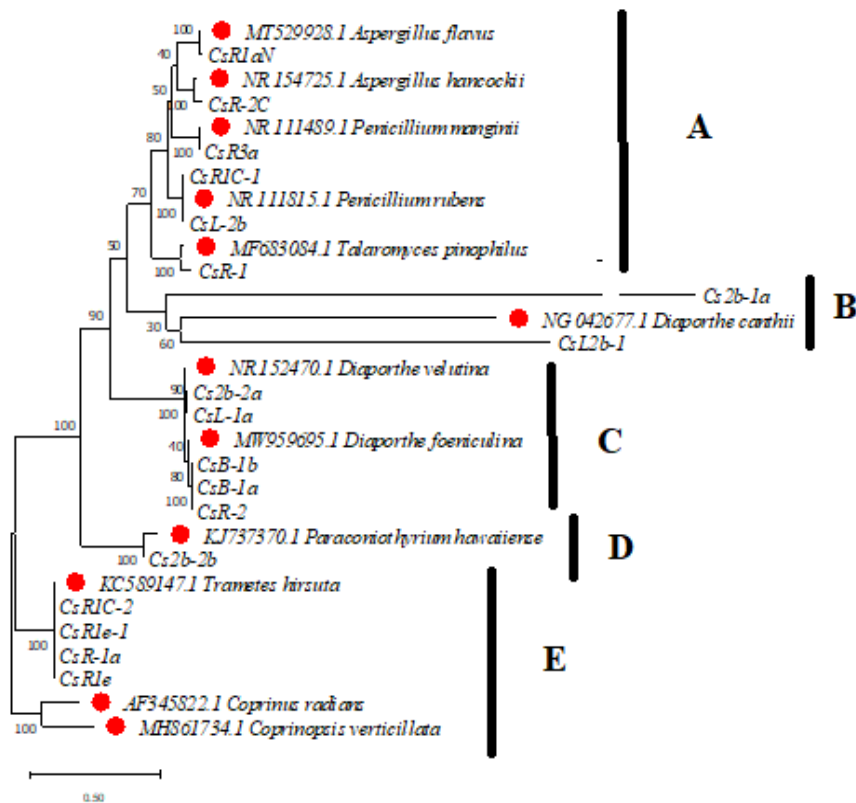 100
MT529928.1 Aspergillus flavus
40
CsR1aN
NR 154725.1 Aspergillus hancockii
50
00
CsR-2C
NR 111489.1 Penicillium manginii
A
80
100
CsR3a
CsR1C-1
70
NR 111815.1 Penicillium rubens
100
CsL-2b
50
MF683084.1 Talaromyces pinophilus
100
CsR-1
Cs2b-1a
B
30
NG 042677.1 Diaporthe canthii
90
60
CsL2b-1
NR 152470.1 Diaporthe velutina
90
Cs2b-2a
100
CsL-1a
C
40
MW959695.1 Diaporthe foeniculina
100
CsB-1b
80
CsB-1a
100
CsR-2
KJ737370.1 Paraconiothyrium hawaiiense
D
100
Cs2b-2b
KC589147.1 Trametes hirsuta
CsR1C-2
CsR1e-1
100
CsR-1a
E
CsR1e
AF345822.1 Coprinus radians
100
MH861734.1 Coprinopsis verticillata
0.50